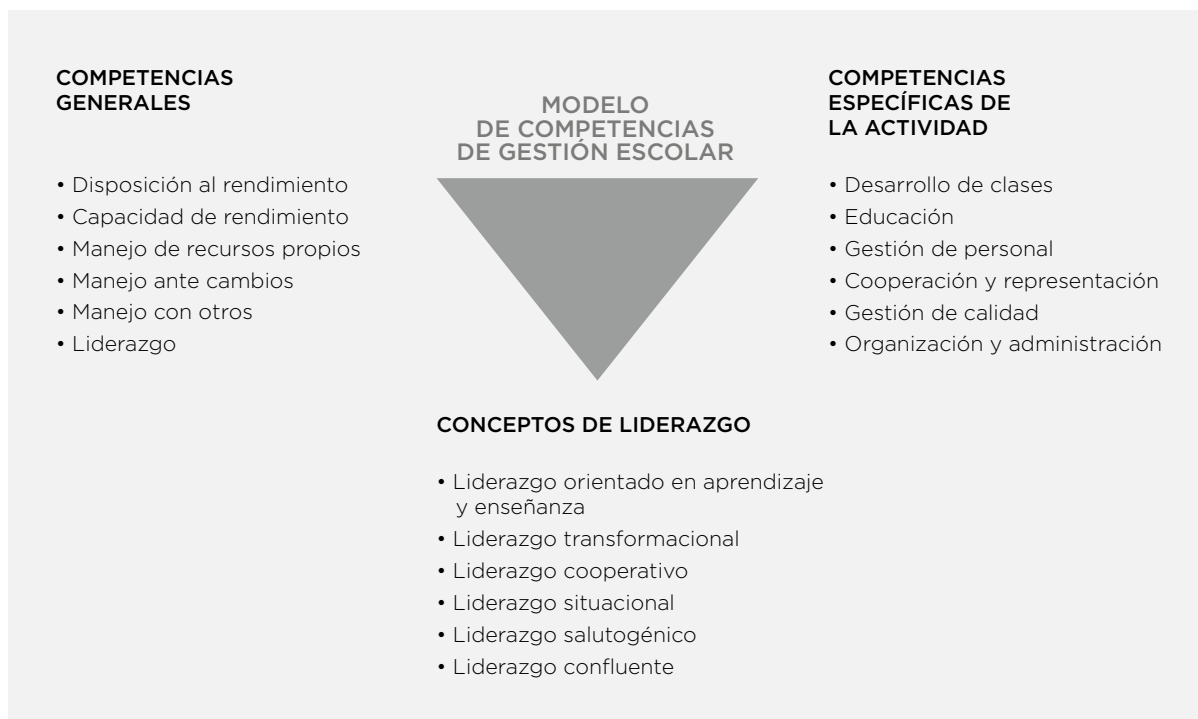 COMPETENCIAS
GENERALES
• Disposición al rendimiento
• Capacidad de rendimiento
• Manejo de recursos propios
• Manejo ante cambios
• Manejo con otros
• Liderazgo
MODELO
DE COMPETENCIAS
DE GESTIÓN ESCOLAR
COMPETENCIAS
ESPECÍFICAS DE
LA ACTIVIDAD
• Desarrollo de clases
• Educación
• Gestión de personal
• Cooperación y representación
• Gestión de calidad
• Organización y administración
CONCEPTOS DE LIDERAZGO
• Liderazgo orientado en aprendizaje
y enseñanza
• Liderazgo transformacional
• Liderazgo cooperativo
• Liderazgo situacional
• Liderazgo salutogénico
• Liderazgo confluente